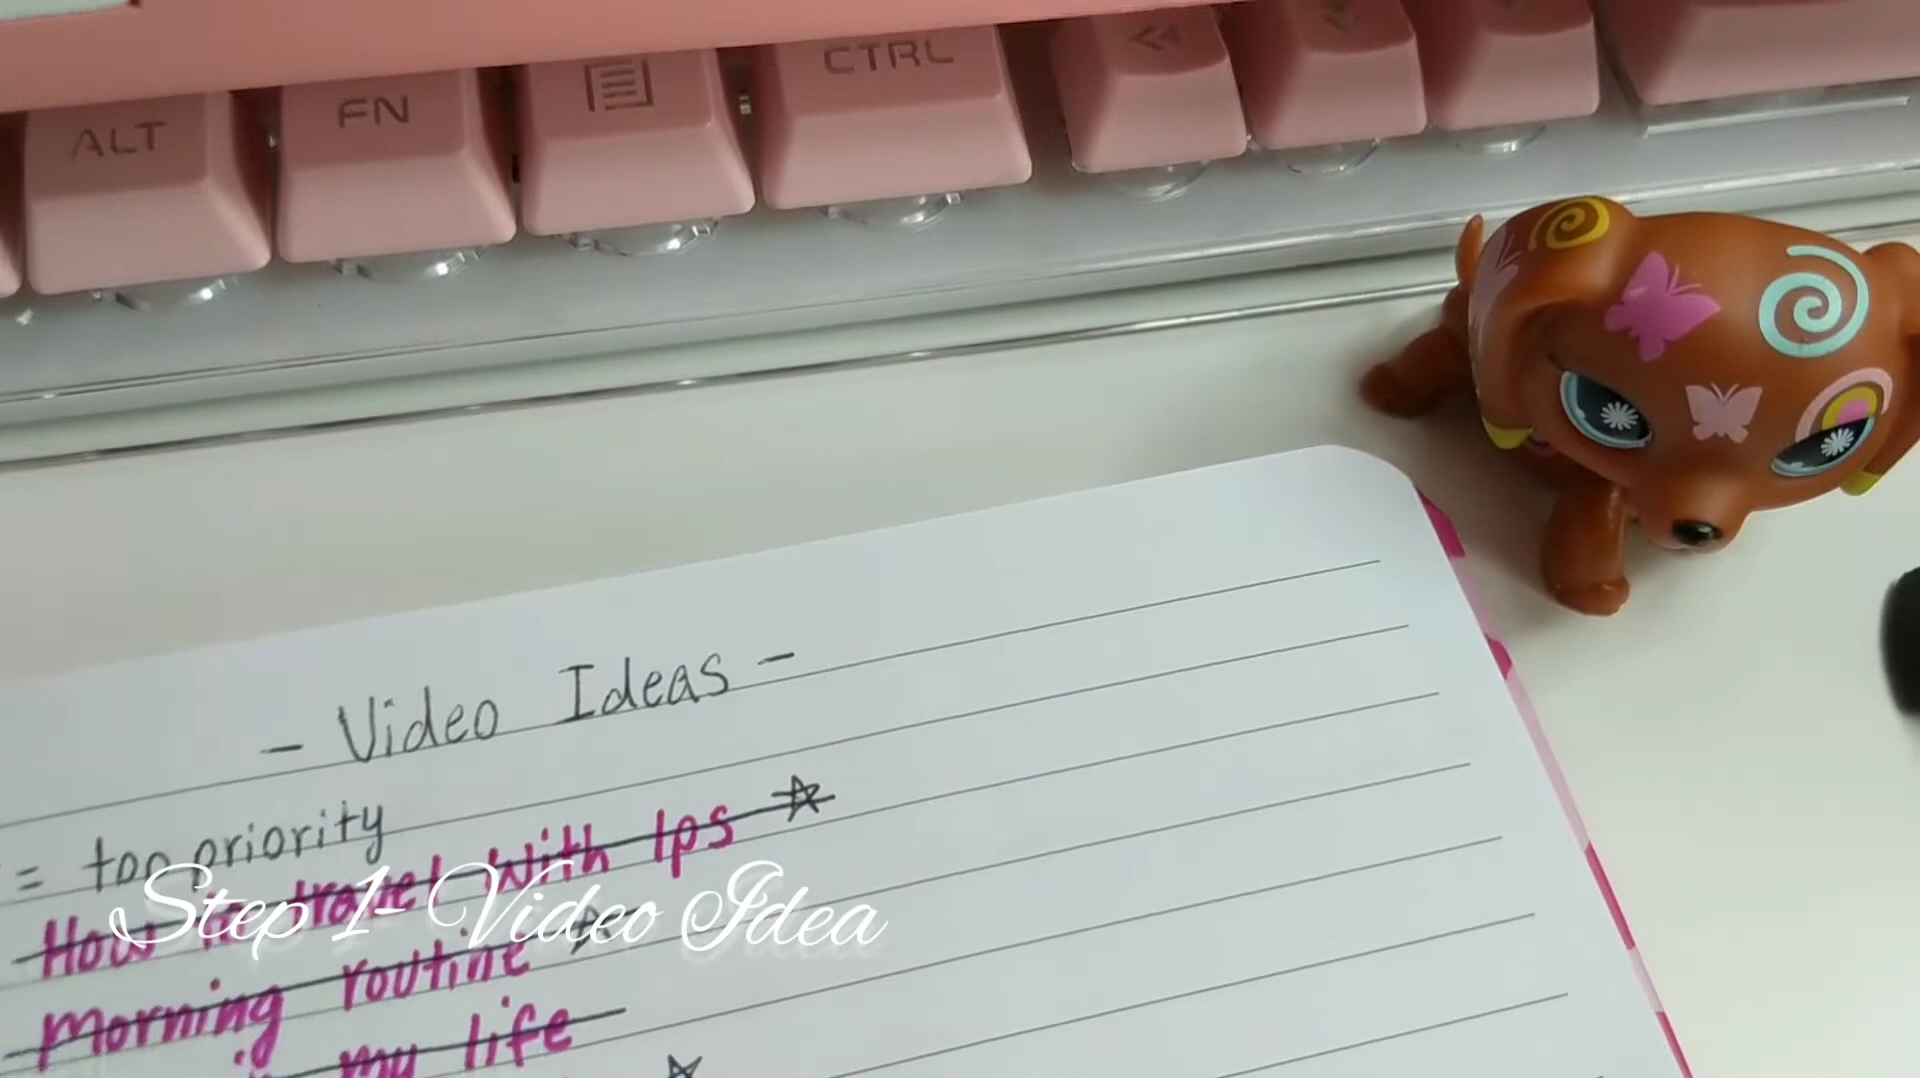 ALT FN CTRL
- Video Ideas -
= top priority
How to travel with lps ☆
Step 1- Video Idea
Morning routine ☆
my life